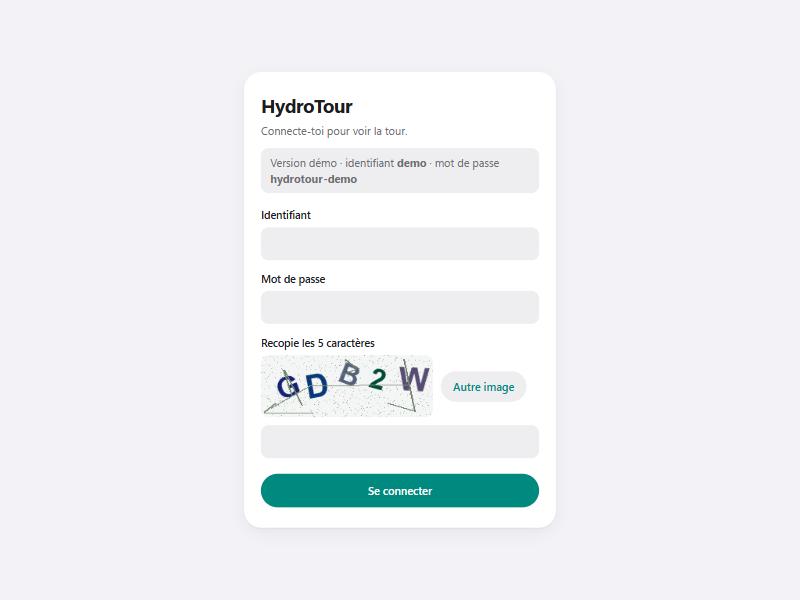 HydroTour
Connecte-toi pour voir la tour.
Version démo · identifiant demo · mot de passe
hydrotour-demo
Identifiant
Mot de passe
Recopie les 5 caractères
GDB2W
Autre image
Se connecter